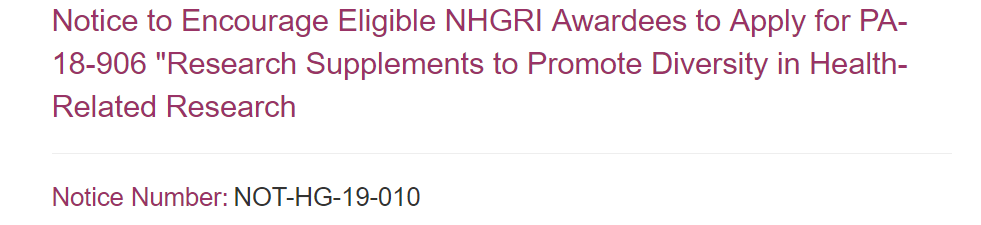 Notice to Encourage Eligible NHGRI Awardees to Apply for PA-
18-906 "Research Supplements to Promote Diversity in Health-
Related Research
Notice Number: NOT-HG-19-010